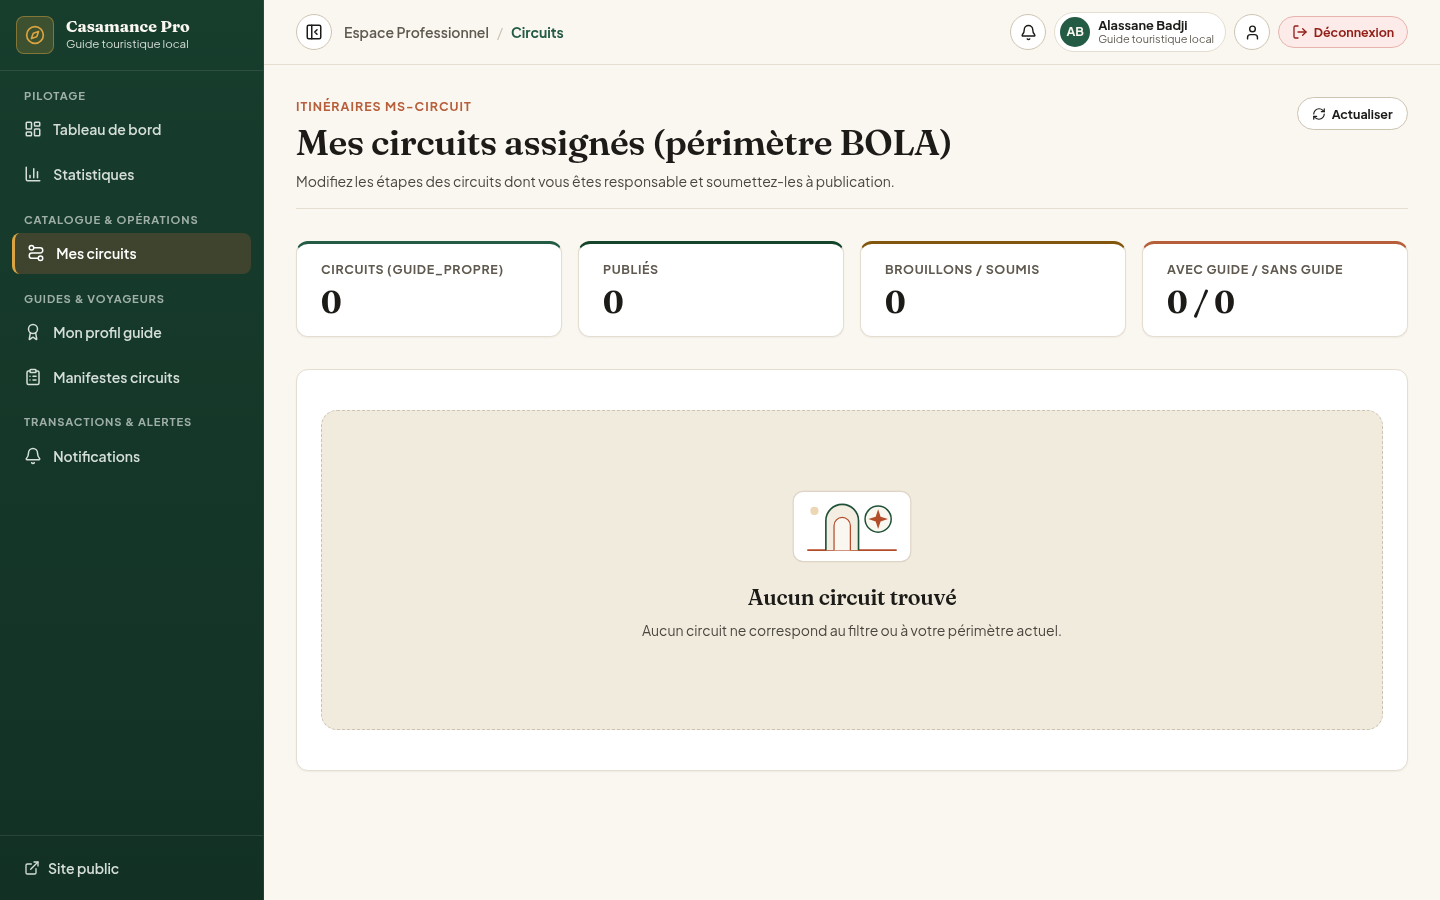 Casamance Pro
Guide touristique local
PILOTAGE
Tableau de bord
Statistiques
CATALOGUE & OPÉRATIONS
Mes circuits
GUIDES & VOYAGEURS
Mon profil guide
Manifestes circuits
TRANSACTIONS & ALERTES
Notifications
Site public
Espace Professionnel / Circuits
AB
Alassane Badji
Guide touristique local
Déconnexion
ITINÉRAIRES MS-CIRCUIT
Mes circuits assignés (périmètre BOLA)
Modifiez les étapes des circuits dont vous êtes responsable et soumettez-les à publication.
Actualiser
CIRCUITS (GUIDE_PROPRE)
0
PUBLIÉS
0
BROUILLONS / SOUMIS
0
AVEC GUIDE / SANS GUIDE
0 / 0
Aucun circuit trouvé
Aucun circuit ne correspond au filtre ou à votre périmètre actuel.